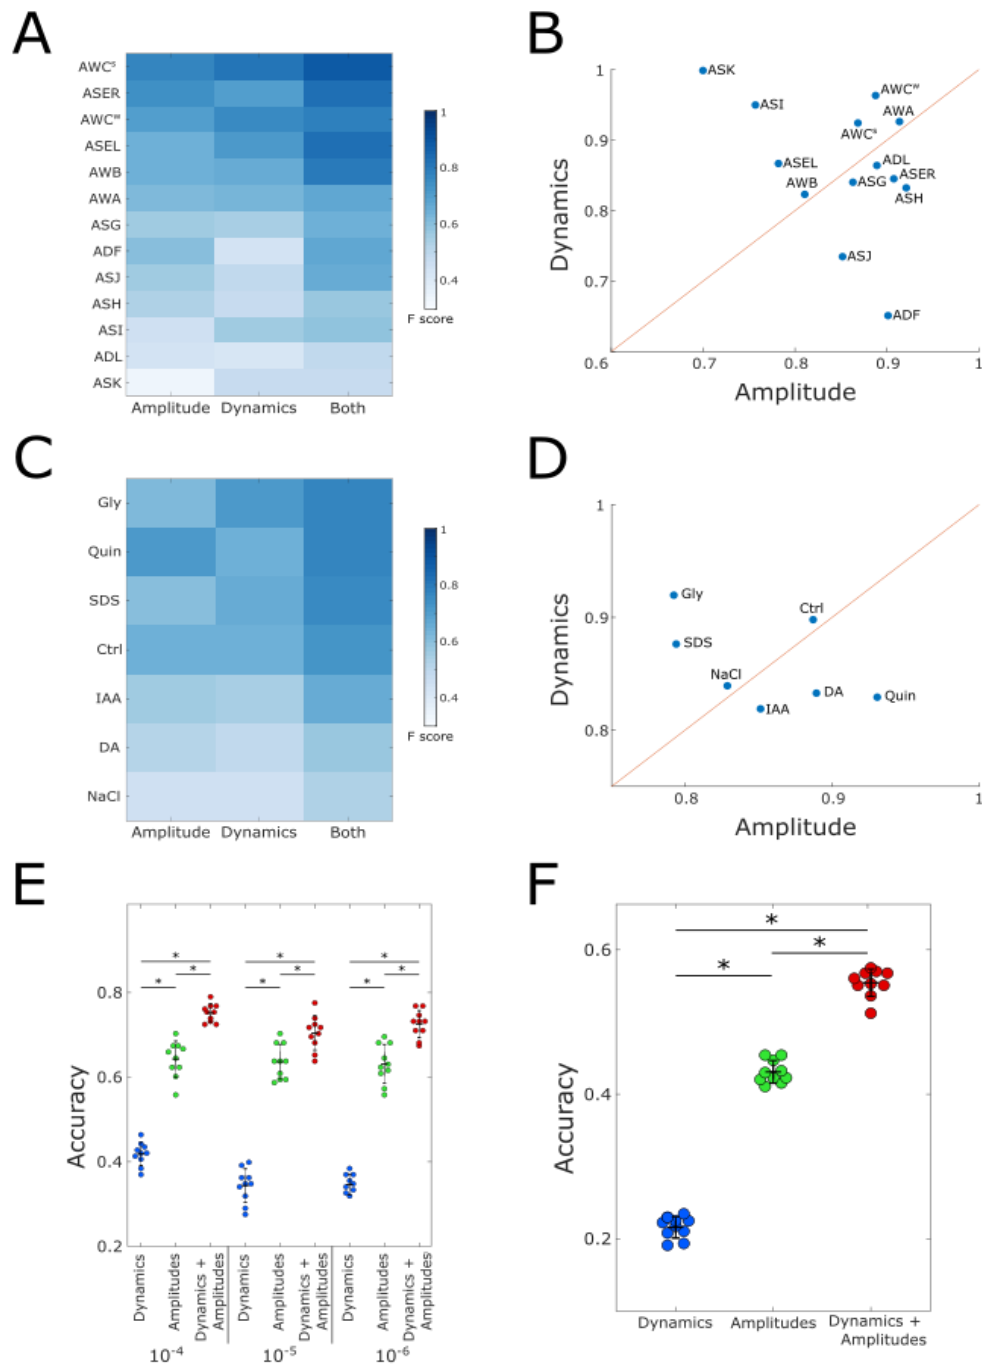 A
AWCˢ
ASER
AWCʷ
ASEL
AWB
AWA
ASG
ADF
ASJ
ASH
ASI
ADL
ASK
Amplitude Dynamics Both
1
0.8
0.6
0.4
F score
B
1
0.9
0.8
0.7
0.6
Dynamics
ASK
ASI
AWCʷ
AWA
AWCˢ
ASEL
ADL
AWB
ASG
ASER
ASH
ASJ
ADF
0.7 0.8 0.9 1
Amplitude
C
Gly
Quin
SDS
Ctrl
IAA
DA
NaCl
Amplitude Dynamics Both
1
0.8
0.6
0.4
F score
D
1
0.9
0.8
Dynamics
Gly
Ctrl
SDS
NaCl
IAA
DA
Quin
0.8 0.9 1
Amplitude
E
Accuracy
0.8
0.6
0.4
0.2
* * *
* * *
* * *
Dynamics
Amplitudes
Dynamics +
Amplitudes
Dynamics
Amplitudes
Dynamics +
Amplitudes
Dynamics
Amplitudes
Dynamics +
Amplitudes
10⁻⁴ 10⁻⁵ 10⁻⁶
F
Accuracy
0.6
0.4
0.2
*
*
*
Dynamics Amplitudes Dynamics +
Amplitudes